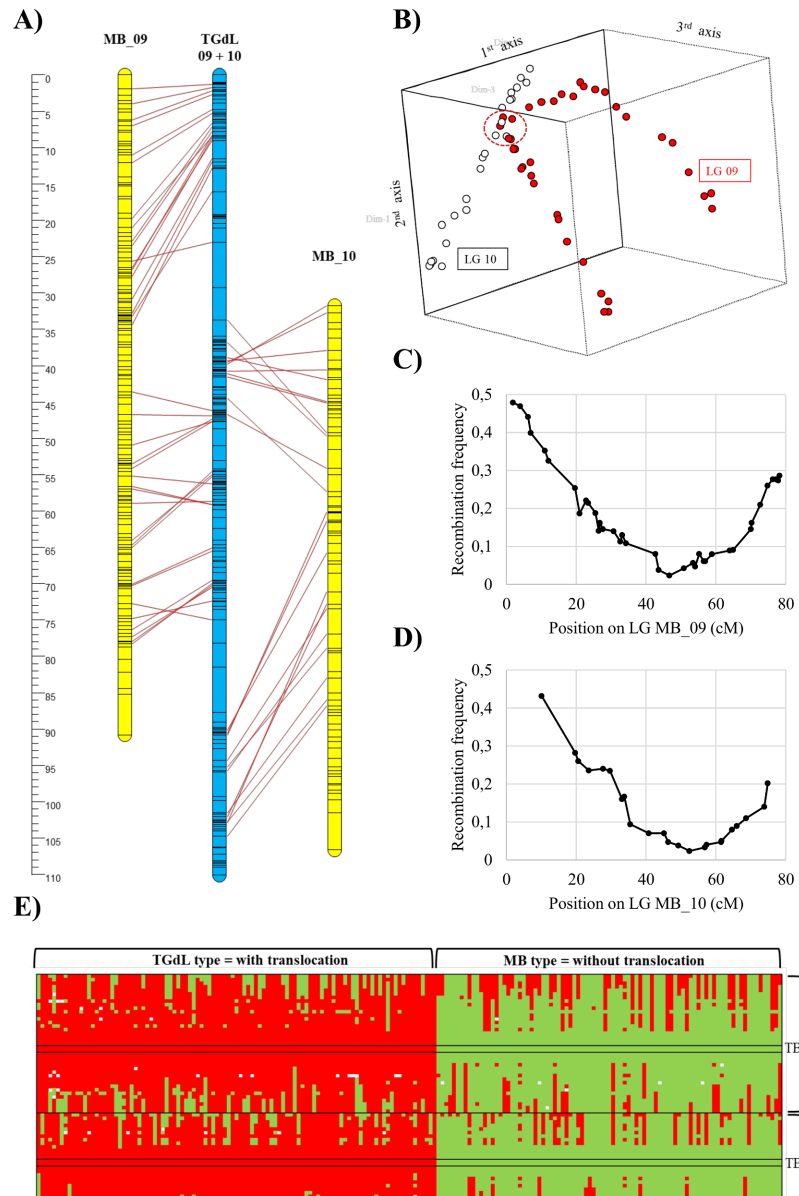 A)
MB_09
TGdL
09 + 10
MB_10
0
5
10
15
20
25
30
35
40
45
50
55
60
65
70
75
80
85
90
95
100
105
110
B)
1st axis
Dim-3
3rd axis
2nd axis
Dim-1
LG 09
LG 10
C)
Recombination frequency
0,5
0,4
0,3
0,2
0,1
0
0 20 40 60 80
Position on LG MB_09 (cM)
D)
Recombination frequency
0,5
0,4
0,3
0,2
0,1
0
0 20 40 60 80
Position on LG MB_10 (cM)
E)
TGdL type = with translocation
MB type = without translocation